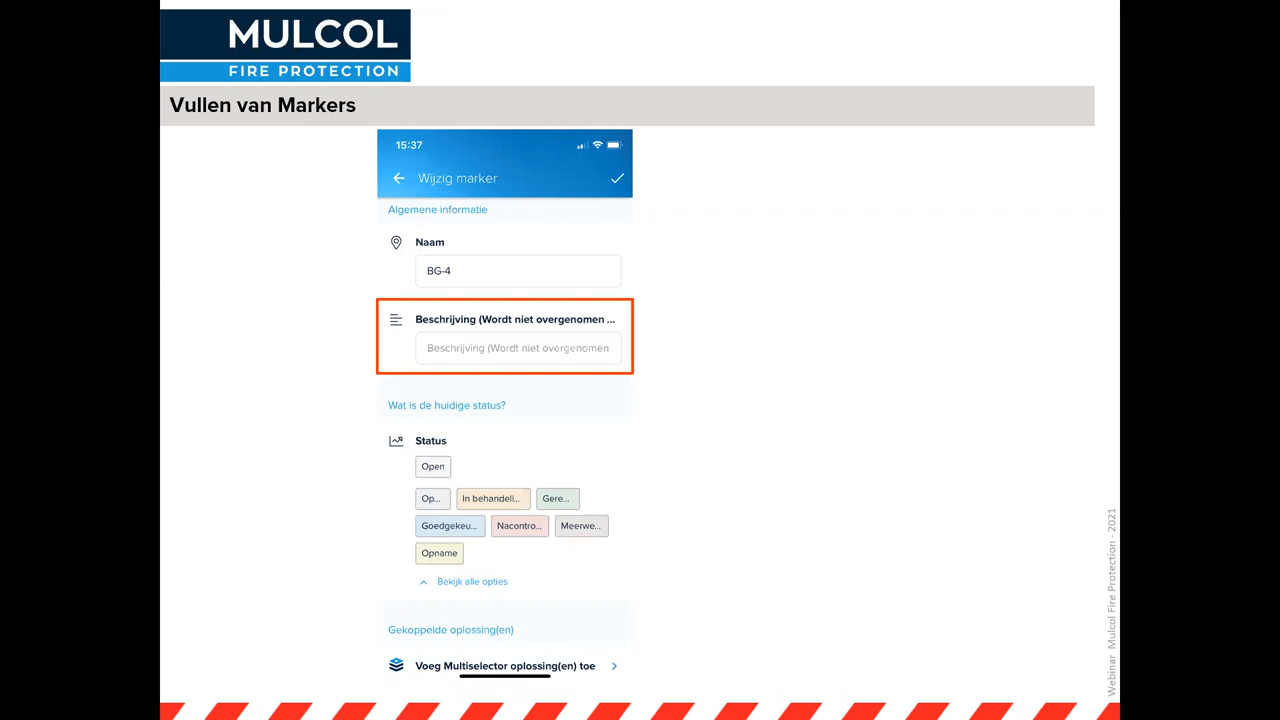 MULCOL
FIRE PROTECTION
Vullen van Markers
15:37
Wijzig marker
Algemene informatie
Naam
BG-4
Beschrijving (Wordt niet overgenomen ...
Beschrijving (Wordt niet overgenomen
Wat is de huidige status?
Status
Open
Op...
In behandeli...
Gere...
Goedgekeu...
Nacontro...
Meerwe...
Opname
Bekijk alle opties
Gekoppelde oplossing(en)
Voeg Multiselector oplossing(en) toe
Webinar Mulcol Fire Protection - 2021